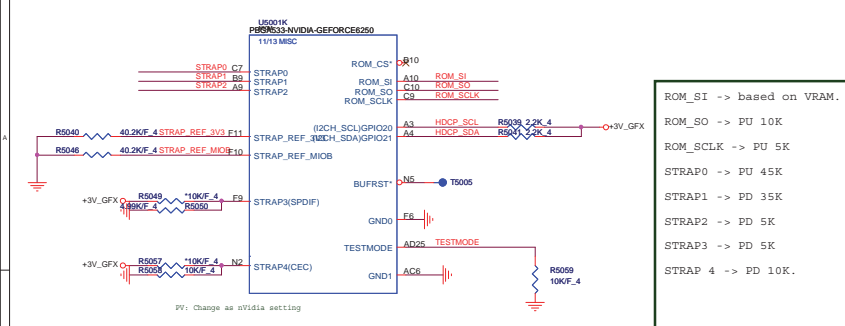 U5001K
PBGA533-NVIDIA-GEFORCE6250
11/13 MISC
STRAP0 C7 STRAP0
STRAP1 B9 STRAP1
STRAP2 A9 STRAP2
ROM_CS* B10
ROM_SI A10 ROM_SI
ROM_SO C10 ROM_SO
ROM_SCLK C9 ROM_SCLK
R5040 40.2K/F_4 STRAP_REF_3V3 F11 STRAP_REF_3V3
R5046 40.2K/F_4 STRAP_REF_MIOB F10 STRAP_REF_MIOB
(I2CH_SCL)GPIO20 A3 HDCP_SCL R5039 2.2K_4
(I2CH_SDA)GPIO21 A4 HDCP_SDA R5041 2.2K_4
+3V_GFX
BUFRST* N5 T5005
+3V_GFX R5049 *10K/F_4 F9 STRAP3(SPDIF)
4.99K/F_4 R5050
GND0 F6
TESTMODE AD25 TESTMODE
+3V_GFX R5057 *10K/F_4 N2 STRAP4(CEC)
R5058 10K/F_4
GND1 AC6
R5059
10K/F_4
PV: Change as nVidia setting
A
ROM_SI -> based on VRAM.
ROM_SO -> PU 10K
ROM_SCLK -> PU 5K
STRAP0 -> PU 45K
STRAP1 -> PD 35K
STRAP2 -> PD 5K
STRAP3 -> PD 5K
STRAP 4 -> PD 10K.